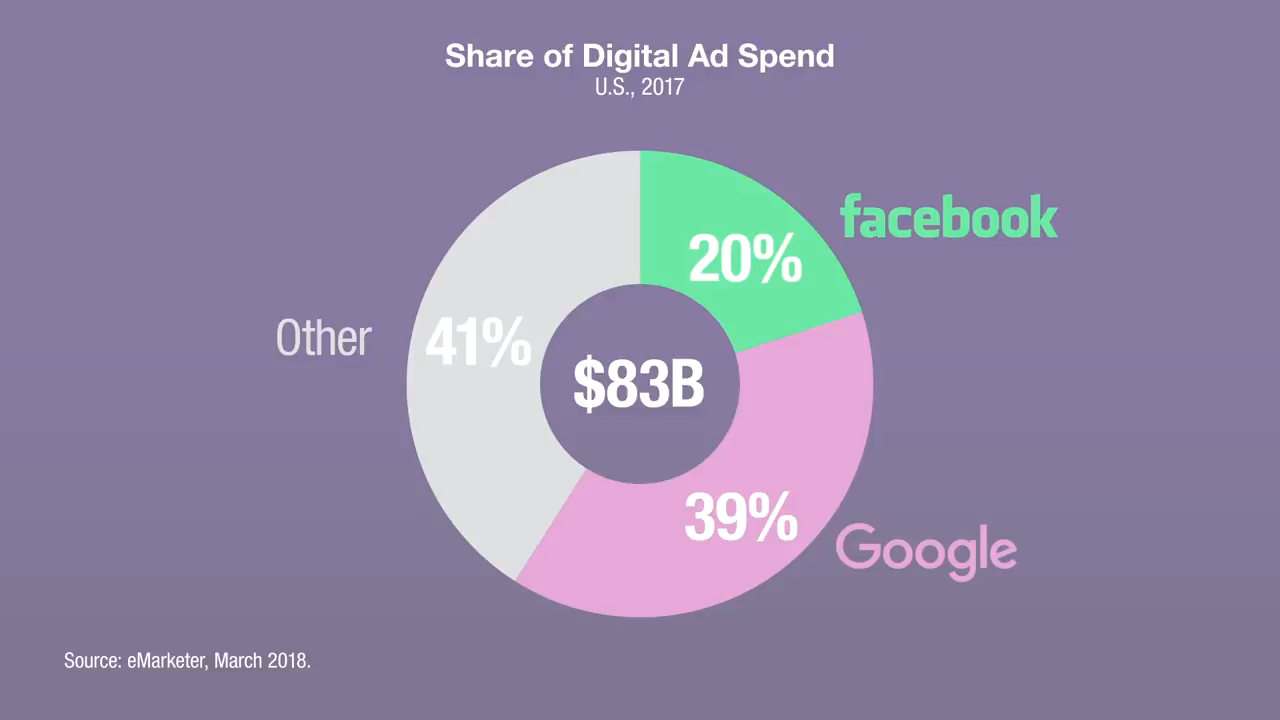 Share of Digital Ad Spend
U.S., 2017
facebook
20%
Other
41%
$83B
39%
Google
Source: eMarketer, March 2018.